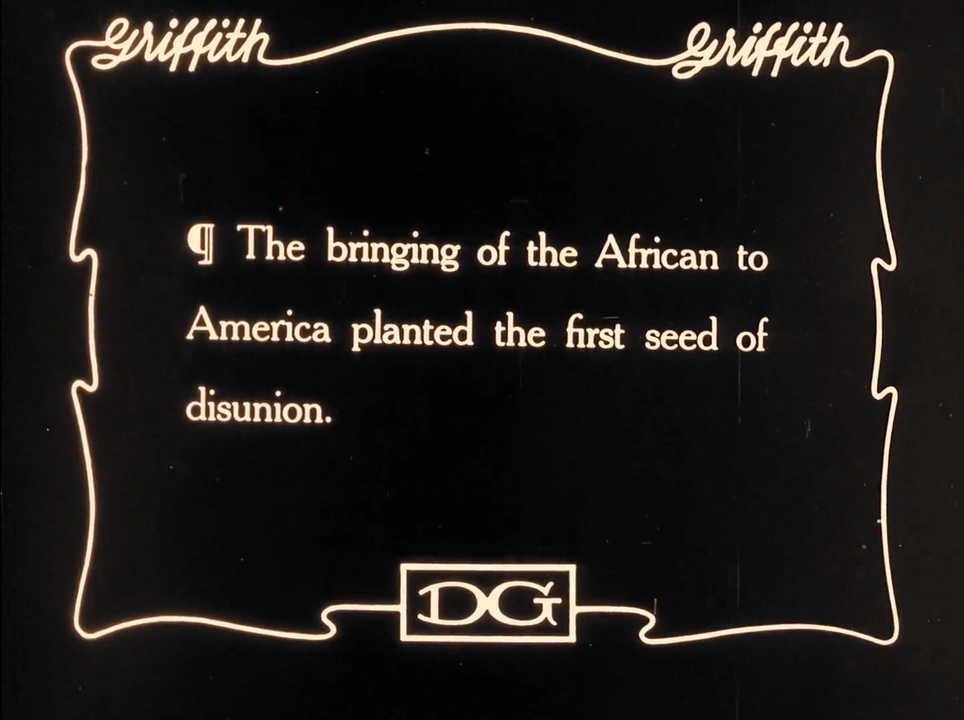 Griffith Griffith
¶ The bringing of the African to
America planted the first seed of
disunion.
DG